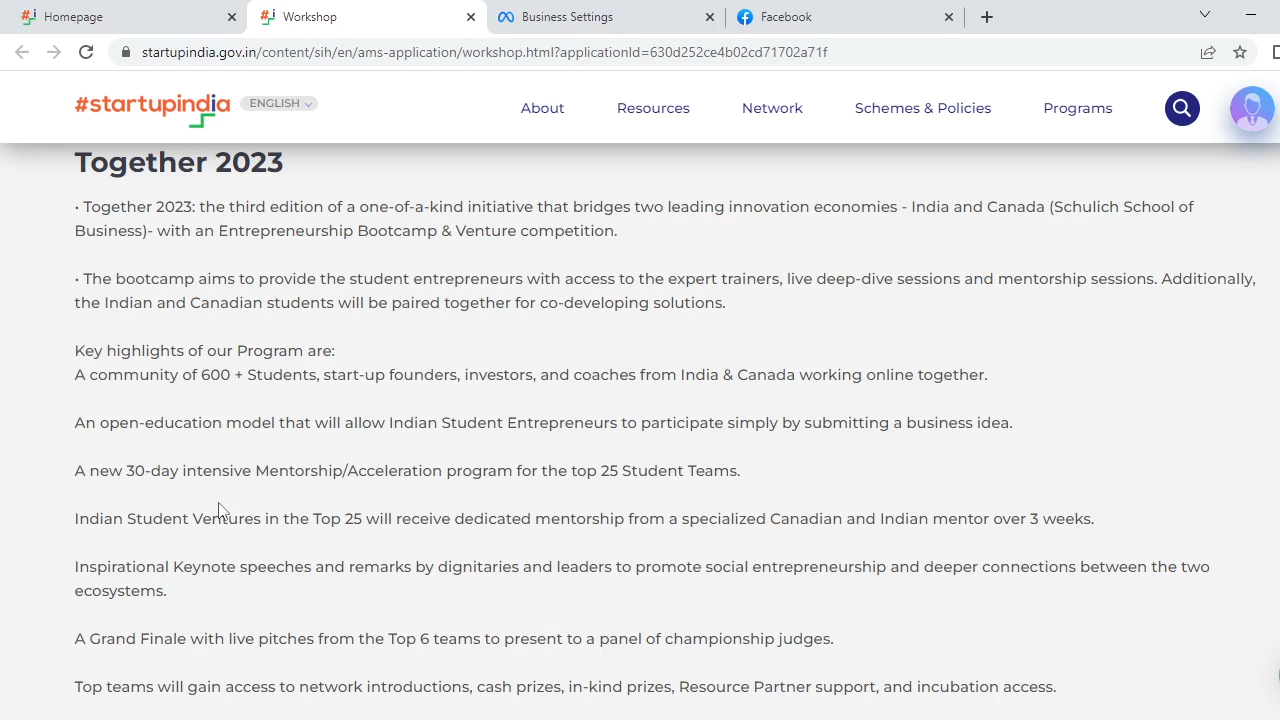 Homepage
Workshop
Business Settings
Facebook
startupindia.gov.in/content/sih/en/ams-application/workshop.html?applicationId=630d252ce4b02cd71702a71f
#startupindia
ENGLISH
About
Resources
Network
Schemes & Policies
Programs
Together 2023
• Together 2023: the third edition of a one-of-a-kind initiative that bridges two leading innovation economies - India and Canada (Schulich School of
Business)- with an Entrepreneurship Bootcamp & Venture competition.
• The bootcamp aims to provide the student entrepreneurs with access to the expert trainers, live deep-dive sessions and mentorship sessions. Additionally,
the Indian and Canadian students will be paired together for co-developing solutions.
Key highlights of our Program are:
A community of 600 + Students, start-up founders, investors, and coaches from India & Canada working online together.
An open-education model that will allow Indian Student Entrepreneurs to participate simply by submitting a business idea.
A new 30-day intensive Mentorship/Acceleration program for the top 25 Student Teams.
Indian Student Ventures in the Top 25 will receive dedicated mentorship from a specialized Canadian and Indian mentor over 3 weeks.
Inspirational Keynote speeches and remarks by dignitaries and leaders to promote social entrepreneurship and deeper connections between the two
ecosystems.
A Grand Finale with live pitches from the Top 6 teams to present to a panel of championship judges.
Top teams will gain access to network introductions, cash prizes, in-kind prizes, Resource Partner support, and incubation access.